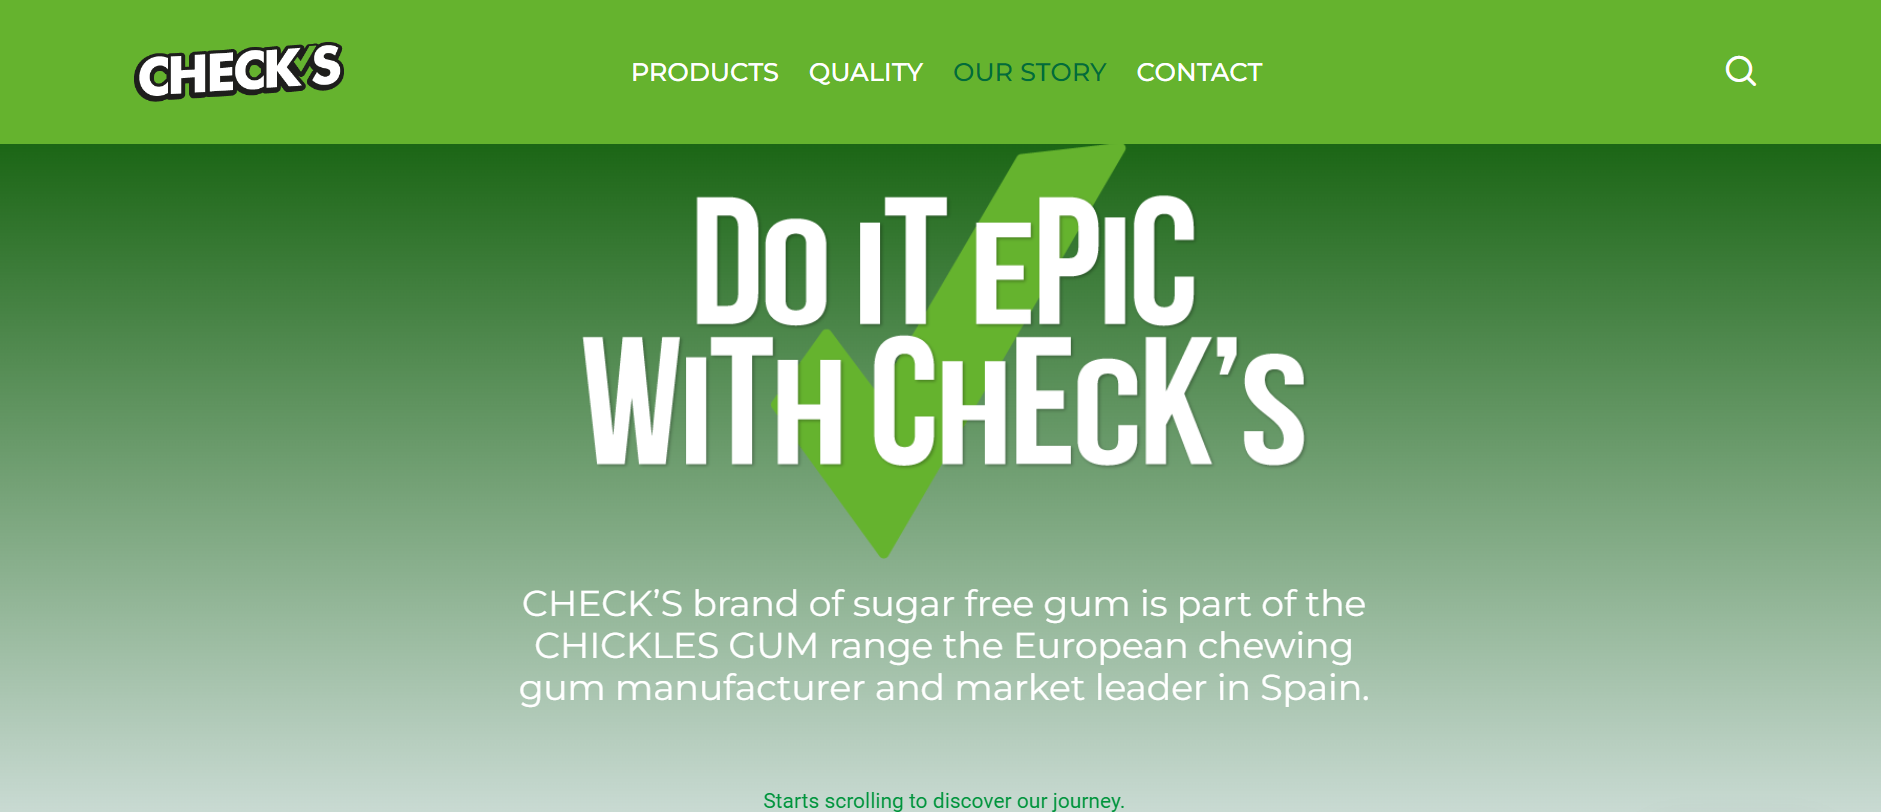 CHECK'S
PRODUCTS QUALITY OUR STORY CONTACT
DO IT EPIC
WITH CHECK'S
CHECK'S brand of sugar free gum is part of the
CHICKLES GUM range the European chewing
gum manufacturer and market leader in Spain.
Starts scrolling to discover our journey.